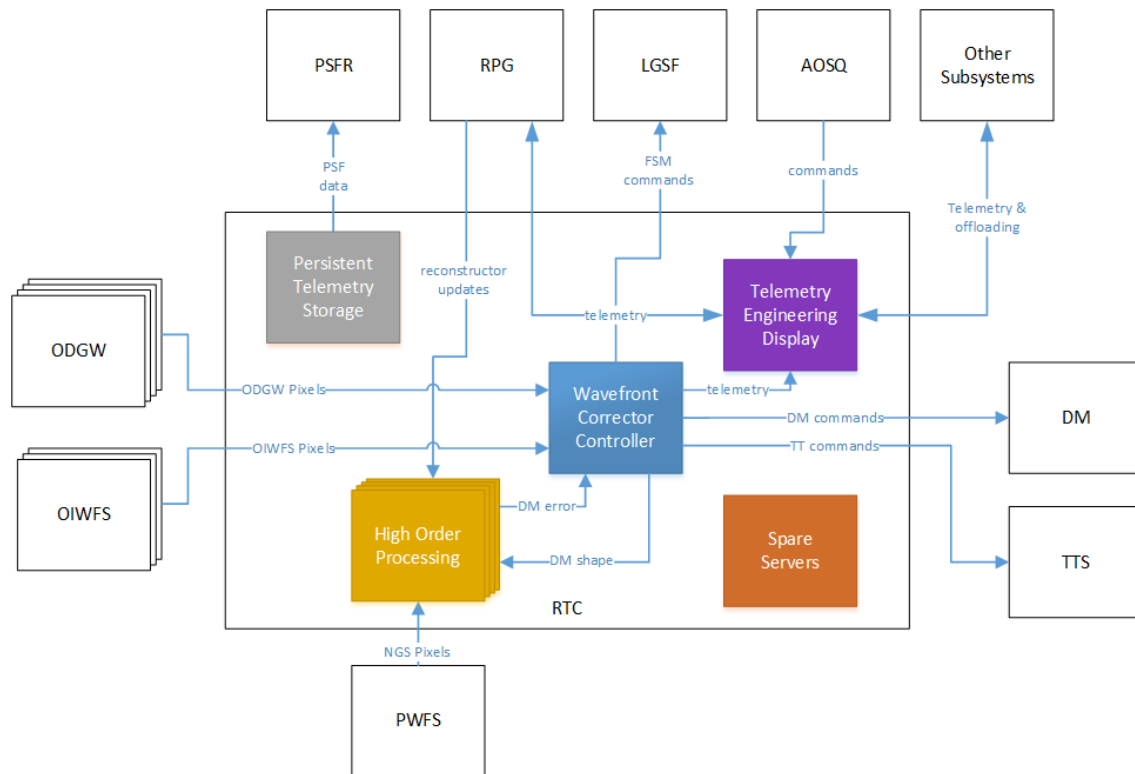 PSFR
RPG
LGSF
AOSQ
Other
Subsystems
PSF
data
FSM
commands
commands
Telemetry &
offloading
Persistent
Telemetry
Storage
reconstructor
updates
telemetry
Telemetry
Engineering
Display
ODGW
ODGW Pixels
Wavefront
Corrector
Controller
telemetry
DM commands
DM
OIWFS Pixels
TT commands
OIWFS
High Order
Processing
DM error
DM shape
Spare
Servers
TTS
RTC
NGS Pixels
PWFS